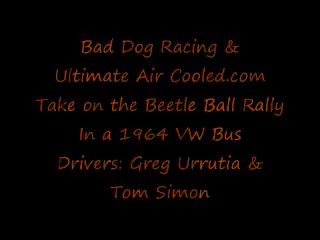 Bad Dog Racing &
Ultimate Air Cooled.com
Take on the Beetle Ball Rally
In a 1964 VW Bus
Drivers: Greg Urrutia &
Tom Simon